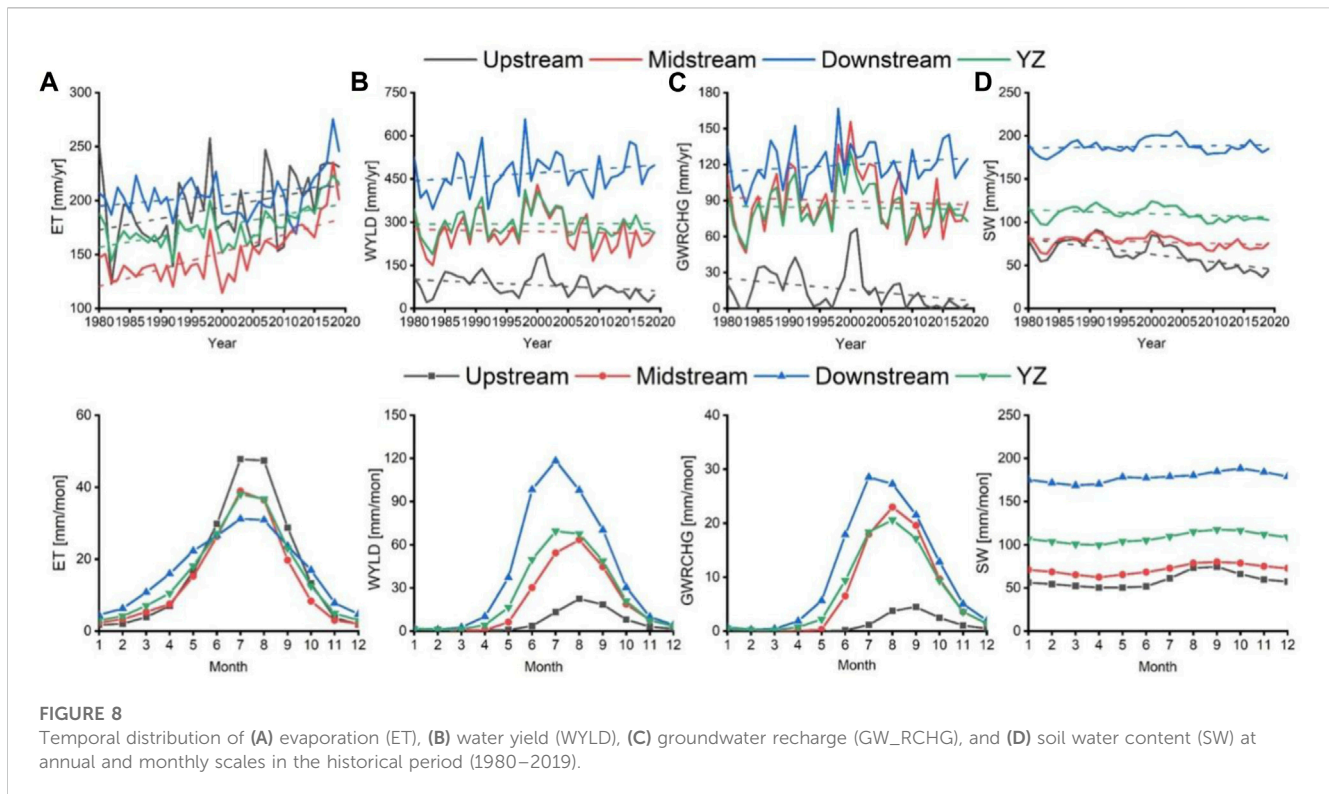 Upstream Midstream Downstream YZ
A B C D
300
250
200
150
100
ET [mm/yr]
1980 1985 1990 1995 2000 2005 2010 2015 2020
Year
750
600
450
300
150
0
WYLD [mm/yr]
1980 1985 1990 1995 2000 2005 2010 2015 2020
Year
180
150
120
90
60
30
0
GWRCHG [mm/yr]
1980 1985 1990 1995 2000 2005 2010 2015 2020
Year
250
200
150
100
50
0
SW [mm/yr]
1980 1985 1990 1995 2000 2005 2010 2015 2020
Year
Upstream Midstream Downstream YZ
60
40
20
0
ET [mm/mon]
1 2 3 4 5 6 7 8 9 10 11 12
Month
150
120
90
60
30
0
WYLD [mm/mon]
1 2 3 4 5 6 7 8 9 10 11 12
Month
40
30
20
10
0
GWRCHG [mm/mon]
1 2 3 4 5 6 7 8 9 10 11 12
Month
250
200
150
100
50
0
SW [mm/mon]
1 2 3 4 5 6 7 8 9 10 11 12
Month
FIGURE 8
Temporal distribution of (A) evaporation (ET), (B) water yield (WYLD), (C) groundwater recharge (GW_RCHG), and (D) soil water content (SW) at
annual and monthly scales in the historical period (1980–2019).